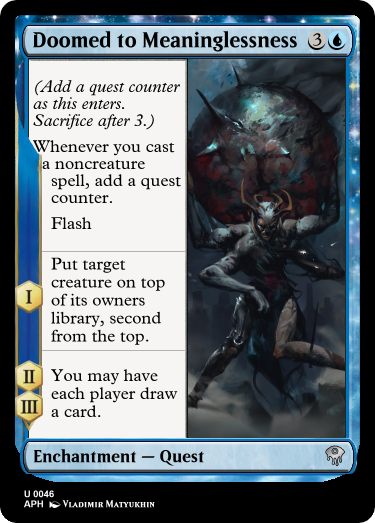 Doomed to Meaninglessness 3
(Add a quest counter
as this enters.
Sacrifice after 3.)
Whenever you cast
a noncreature
spell, add a quest
counter.
Flash
I
Put target
creature on top
of its owners
library, second
from the top.
II
III
You may have
each player draw
a card.
Enchantment — Quest
U 0046
APH Vladimir Matyukhin